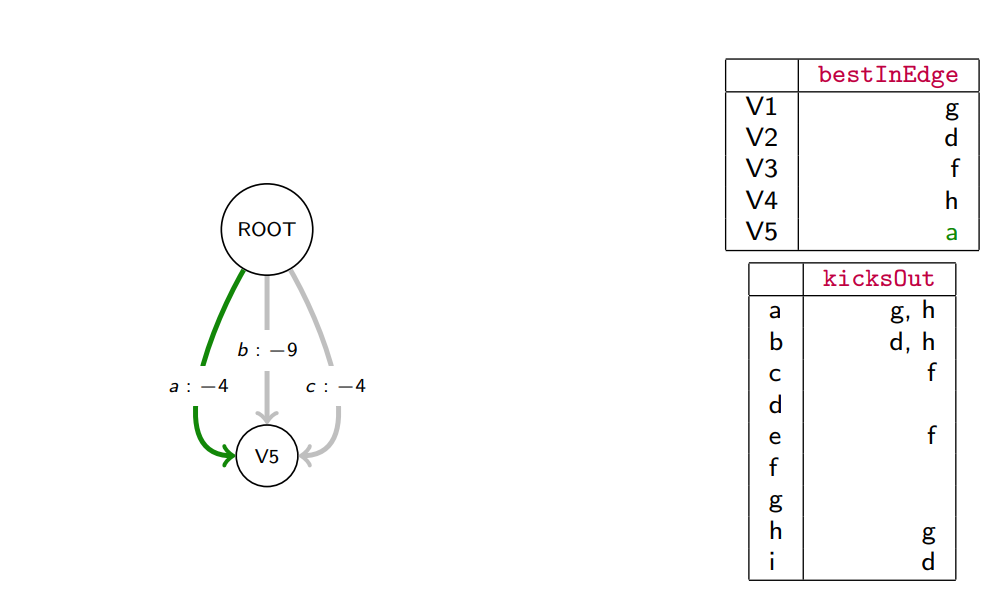 ROOT
b : −9
a : −4
c : −4
V5
bestInEdge
V1 g
V2 d
V3 f
V4 h
V5 a
kicksOut
a g, h
b d, h
c f
d
e f
f
g
h g
i d